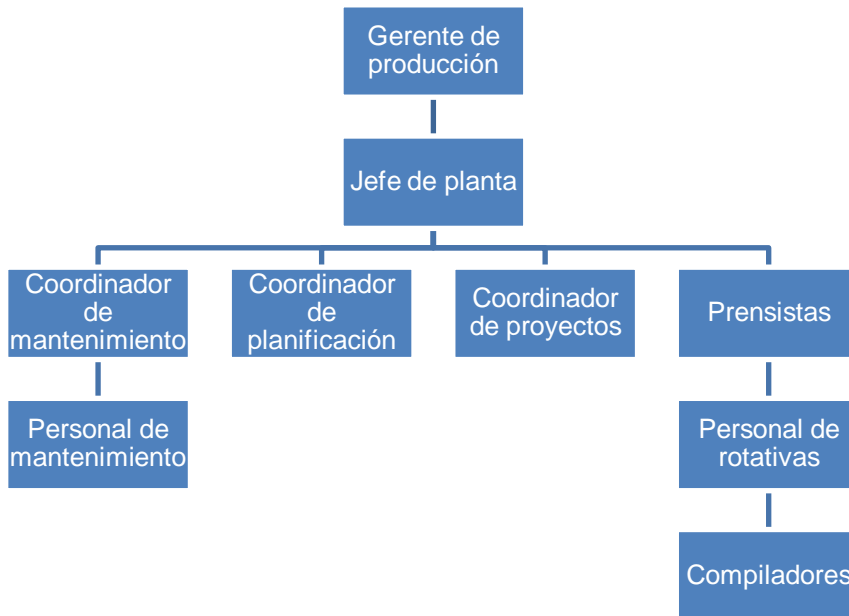 Gerente de
producción
Jefe de planta
Coordinador
de
mantenimiento
Coordinador
de
planificación
Coordinador
de proyectos
Prensistas
Personal de
mantenimiento
Personal de
rotativas
Compiladores